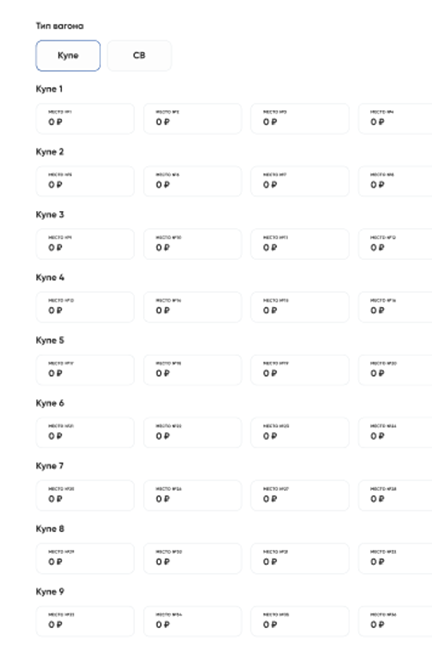 Тип вагона
Купе СВ
Купе 1
МЕСТО №1 МЕСТО №2 МЕСТО №3 МЕСТО №4
0 ₽ 0 ₽ 0 ₽ 0 ₽
Купе 2
МЕСТО №5 МЕСТО №6 МЕСТО №7 МЕСТО №8
0 ₽ 0 ₽ 0 ₽ 0 ₽
Купе 3
МЕСТО №9 МЕСТО №10 МЕСТО №11 МЕСТО №12
0 ₽ 0 ₽ 0 ₽ 0 ₽
Купе 4
МЕСТО №13 МЕСТО №14 МЕСТО №15 МЕСТО №16
0 ₽ 0 ₽ 0 ₽ 0 ₽
Купе 5
МЕСТО №17 МЕСТО №18 МЕСТО №19 МЕСТО №20
0 ₽ 0 ₽ 0 ₽ 0 ₽
Купе 6
МЕСТО №21 МЕСТО №22 МЕСТО №23 МЕСТО №24
0 ₽ 0 ₽ 0 ₽ 0 ₽
Купе 7
МЕСТО №25 МЕСТО №26 МЕСТО №27 МЕСТО №28
0 ₽ 0 ₽ 0 ₽ 0 ₽
Купе 8
МЕСТО №29 МЕСТО №30 МЕСТО №31 МЕСТО №32
0 ₽ 0 ₽ 0 ₽ 0 ₽
Купе 9
МЕСТО №33 МЕСТО №34 МЕСТО №35 МЕСТО №36
0 ₽ 0 ₽ 0 ₽ 0 ₽